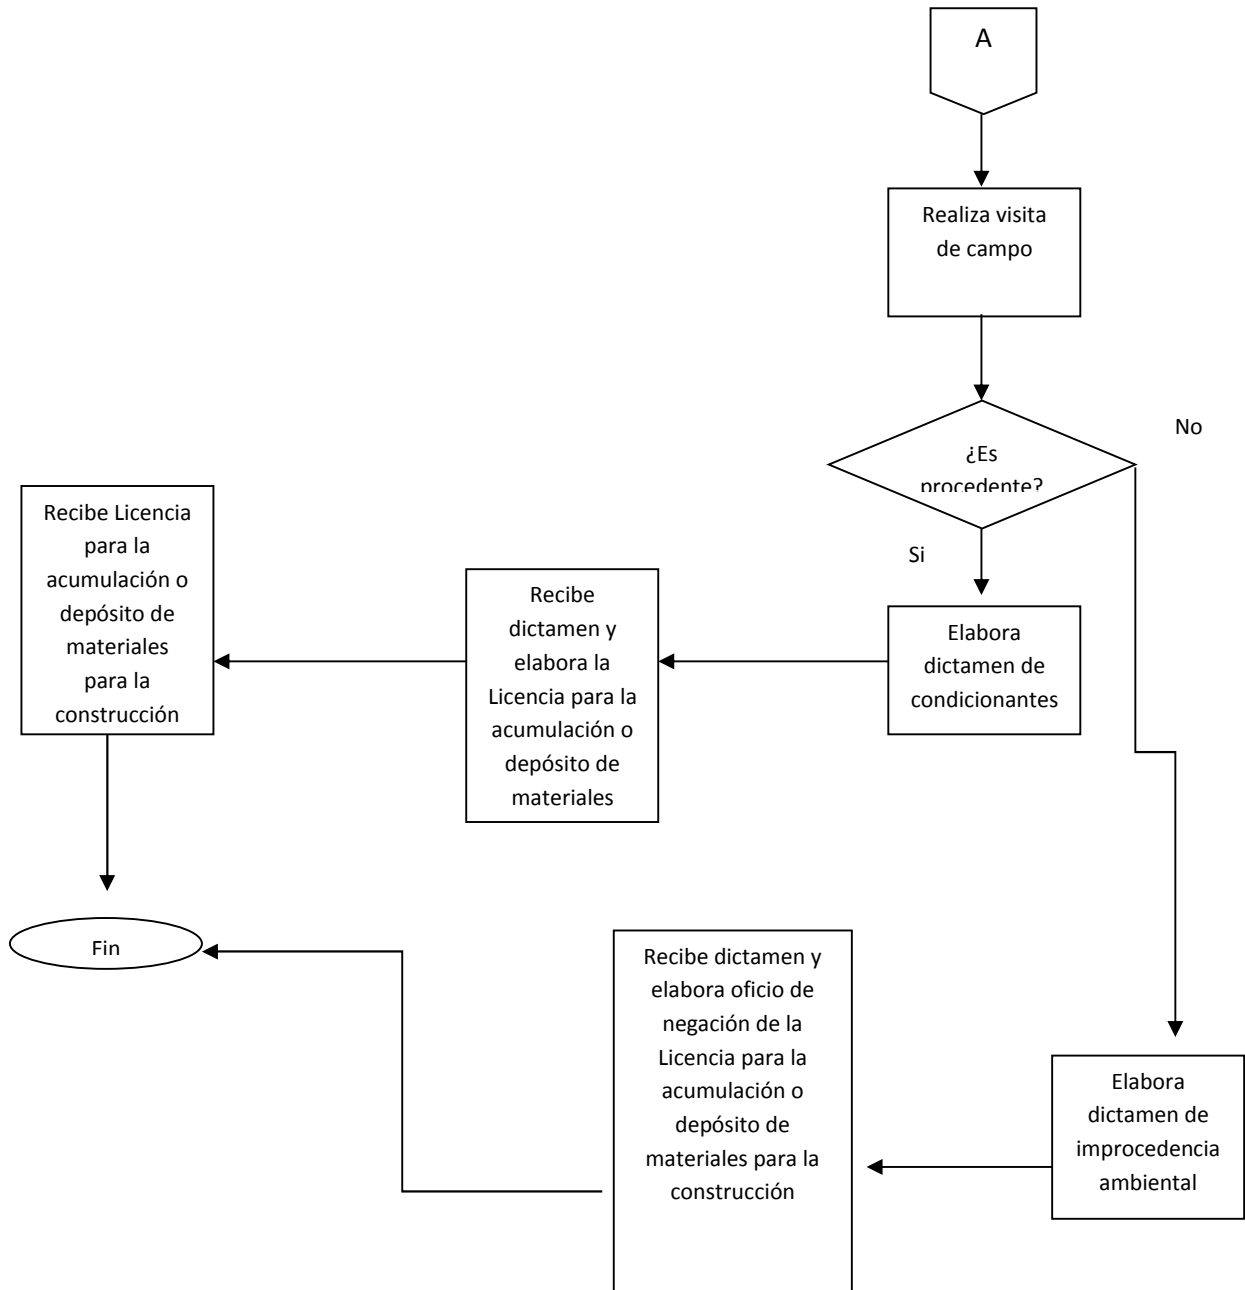 A
Realiza visita
de campo
¿Es
procedente?
No
Si
Recibe Licencia
para la
acumulación o
depósito de
materiales
para la
construcción
Recibe
dictamen y
elabora la
Licencia para la
acumulación o
depósito de
materiales
Elabora
dictamen de
condicionantes
Fin
Recibe dictamen y
elabora oficio de
negación de la
Licencia para la
acumulación o
depósito de
materiales para la
construcción
Elabora
dictamen de
improcedencia
ambiental